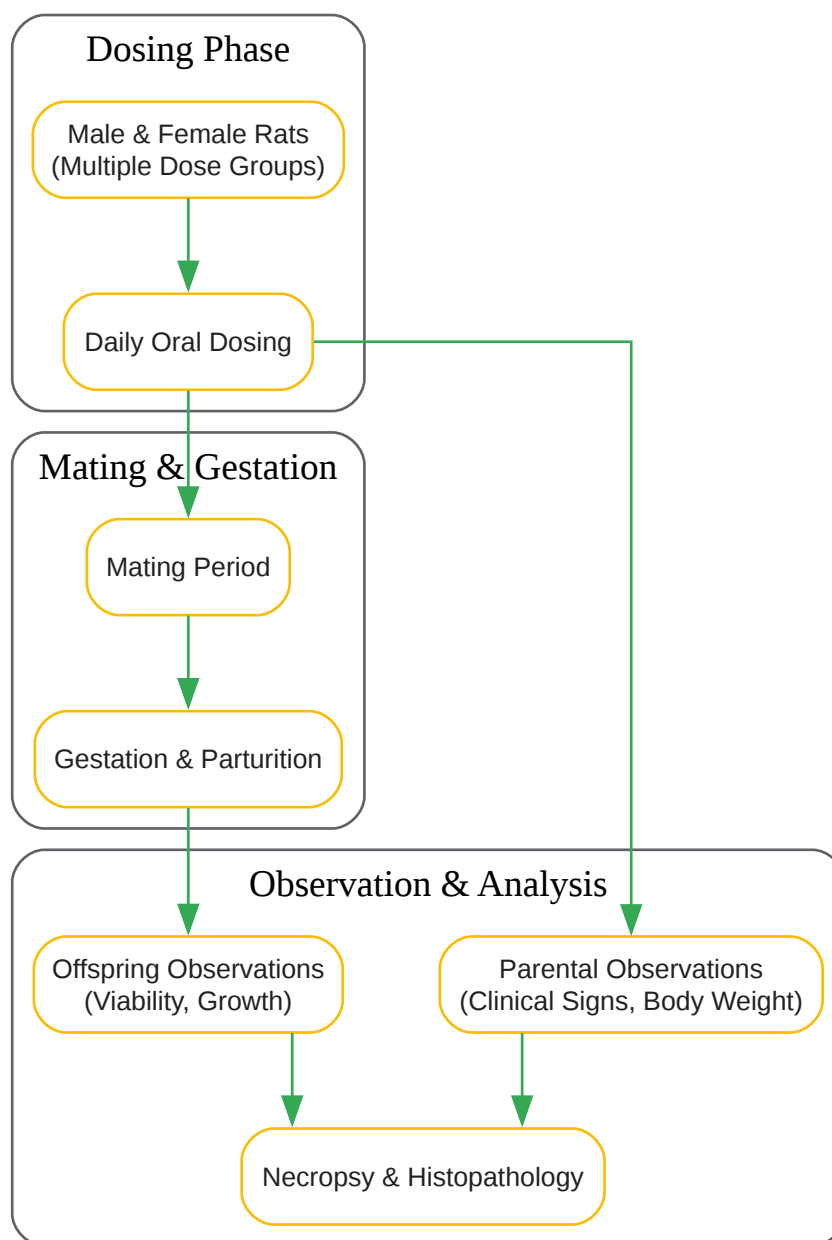 Dosing Phase
Male & Female Rats
(Multiple Dose Groups)
Daily Oral Dosing
Mating & Gestation
Mating Period
Gestation & Parturition
Observation & Analysis
Offspring Observations
(Viability, Growth)
Parental Observations
(Clinical Signs, Body Weight)
Necropsy & Histopathology